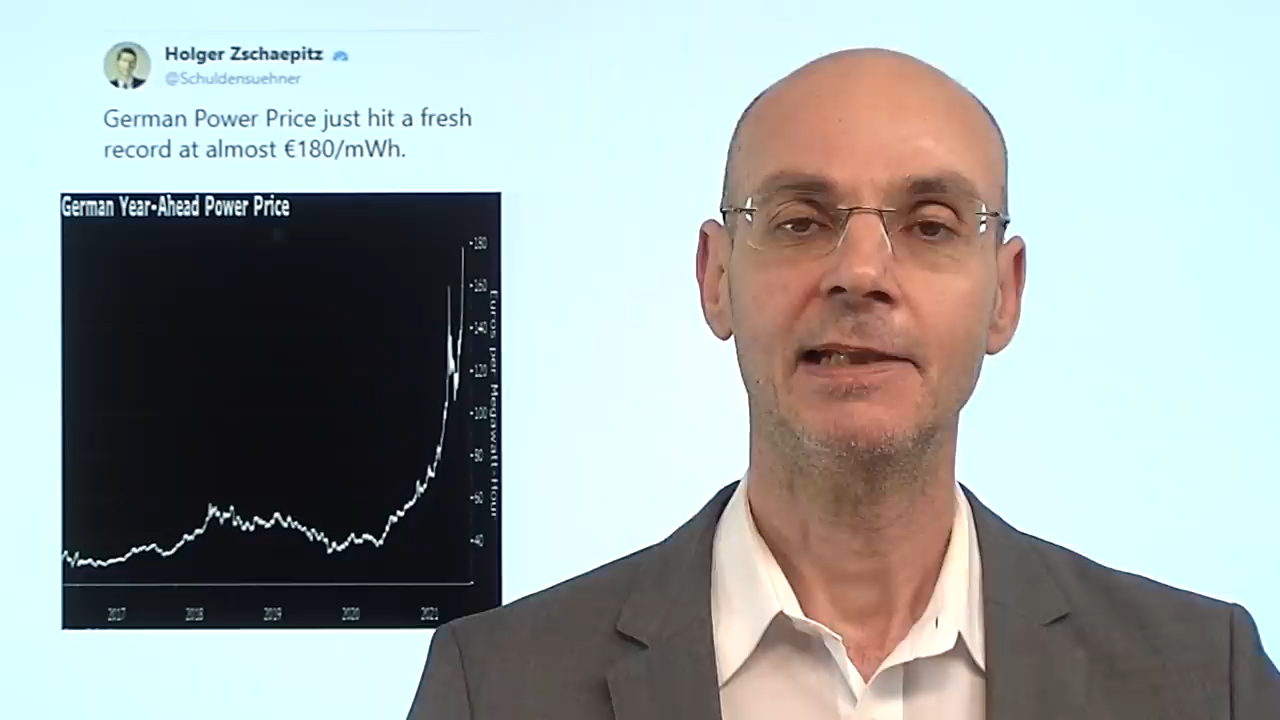 Holger Zschaepitz
@Schuldensuehner
German Power Price just hit a fresh
record at almost €180/mWh.
German Year-Ahead Power Price
180
160
140
120
100
80
60
40
Euros per Megawatt-Hour
2017 2018 2019 2020 2021